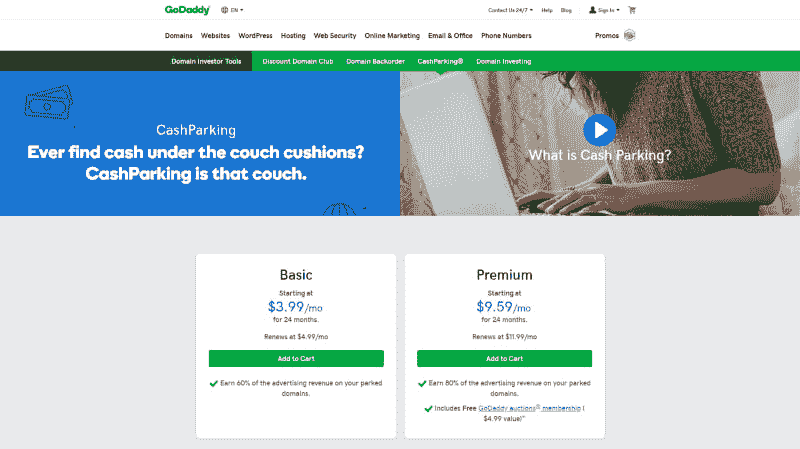 GoDaddy
EN
Contact Us 24/7
Help
Blog
Sign In
Domains
Websites
WordPress
Hosting
Web Security
Online Marketing
Email & Office
Phone Numbers
Promos
Domain Investor Tools
Discount Domain Club
Domain Backorder
CashParking®
Domain Investing
CashParking
Ever find cash under the couch cushions?
CashParking is that couch.
What is Cash Parking?
Basic
Starting at
$3.99/mo
for 24 months.
Renews at $4.99/mo
Add to Cart
Earn 60% of the advertising revenue on your parked
domains.
Premium
Starting at
$9.59/mo
for 24 months.
Renews at $11.99/mo
Add to Cart
Earn 80% of the advertising revenue on your parked
domains.
Includes Free GoDaddy auctions® membership (
$4.99 value)*